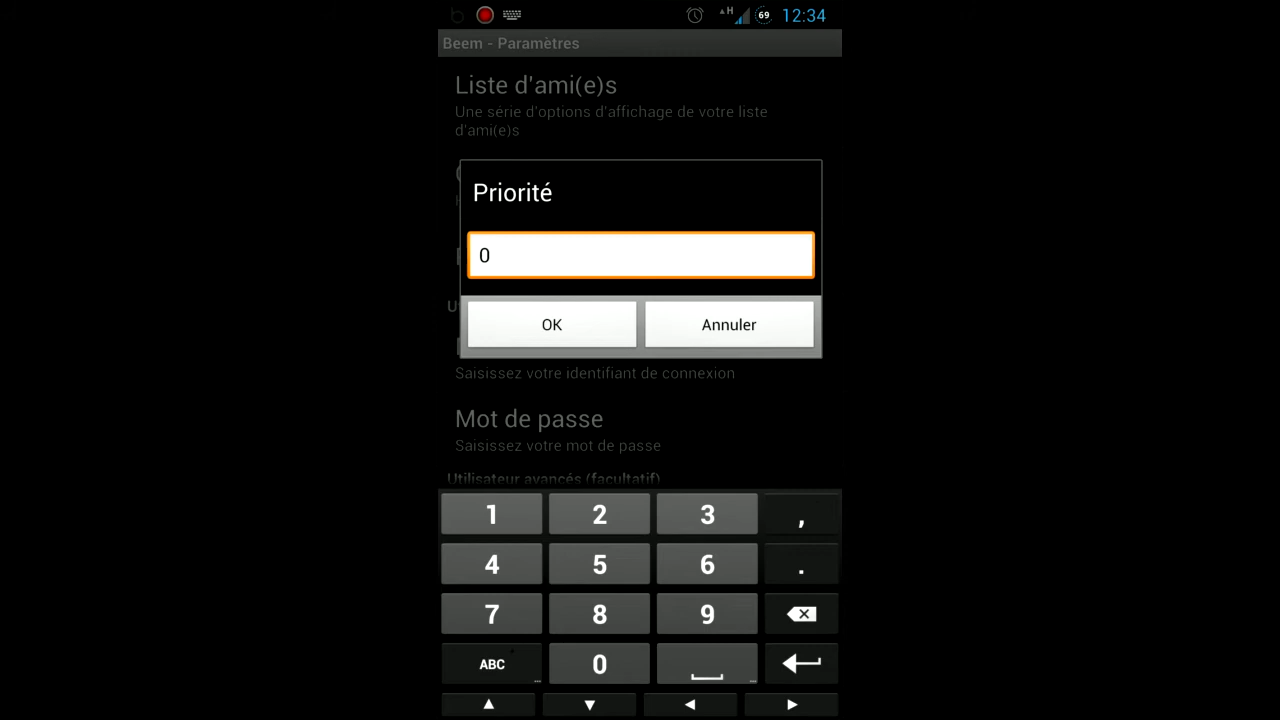 H 69 12:34
Beem - Paramètres
Liste d'ami(e)s
Une série d'options d'affichage de votre liste
d'ami(e)s
Priorité
0
OK Annuler
Saisissez votre identifiant de connexion
Mot de passe
Saisissez votre mot de passe
Utilisateur avancés (facultatif)
1 2 3 ,
4 5 6 .
7 8 9
ABC 0